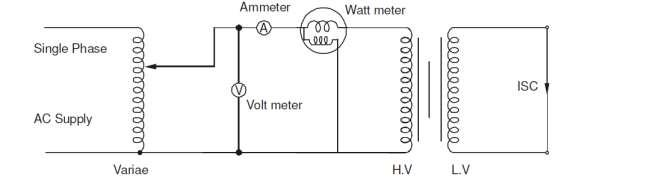 Ammeter
Watt meter
A
Single Phase
V
Volt meter
ISC
AC Supply
Variae
H.V
L.V